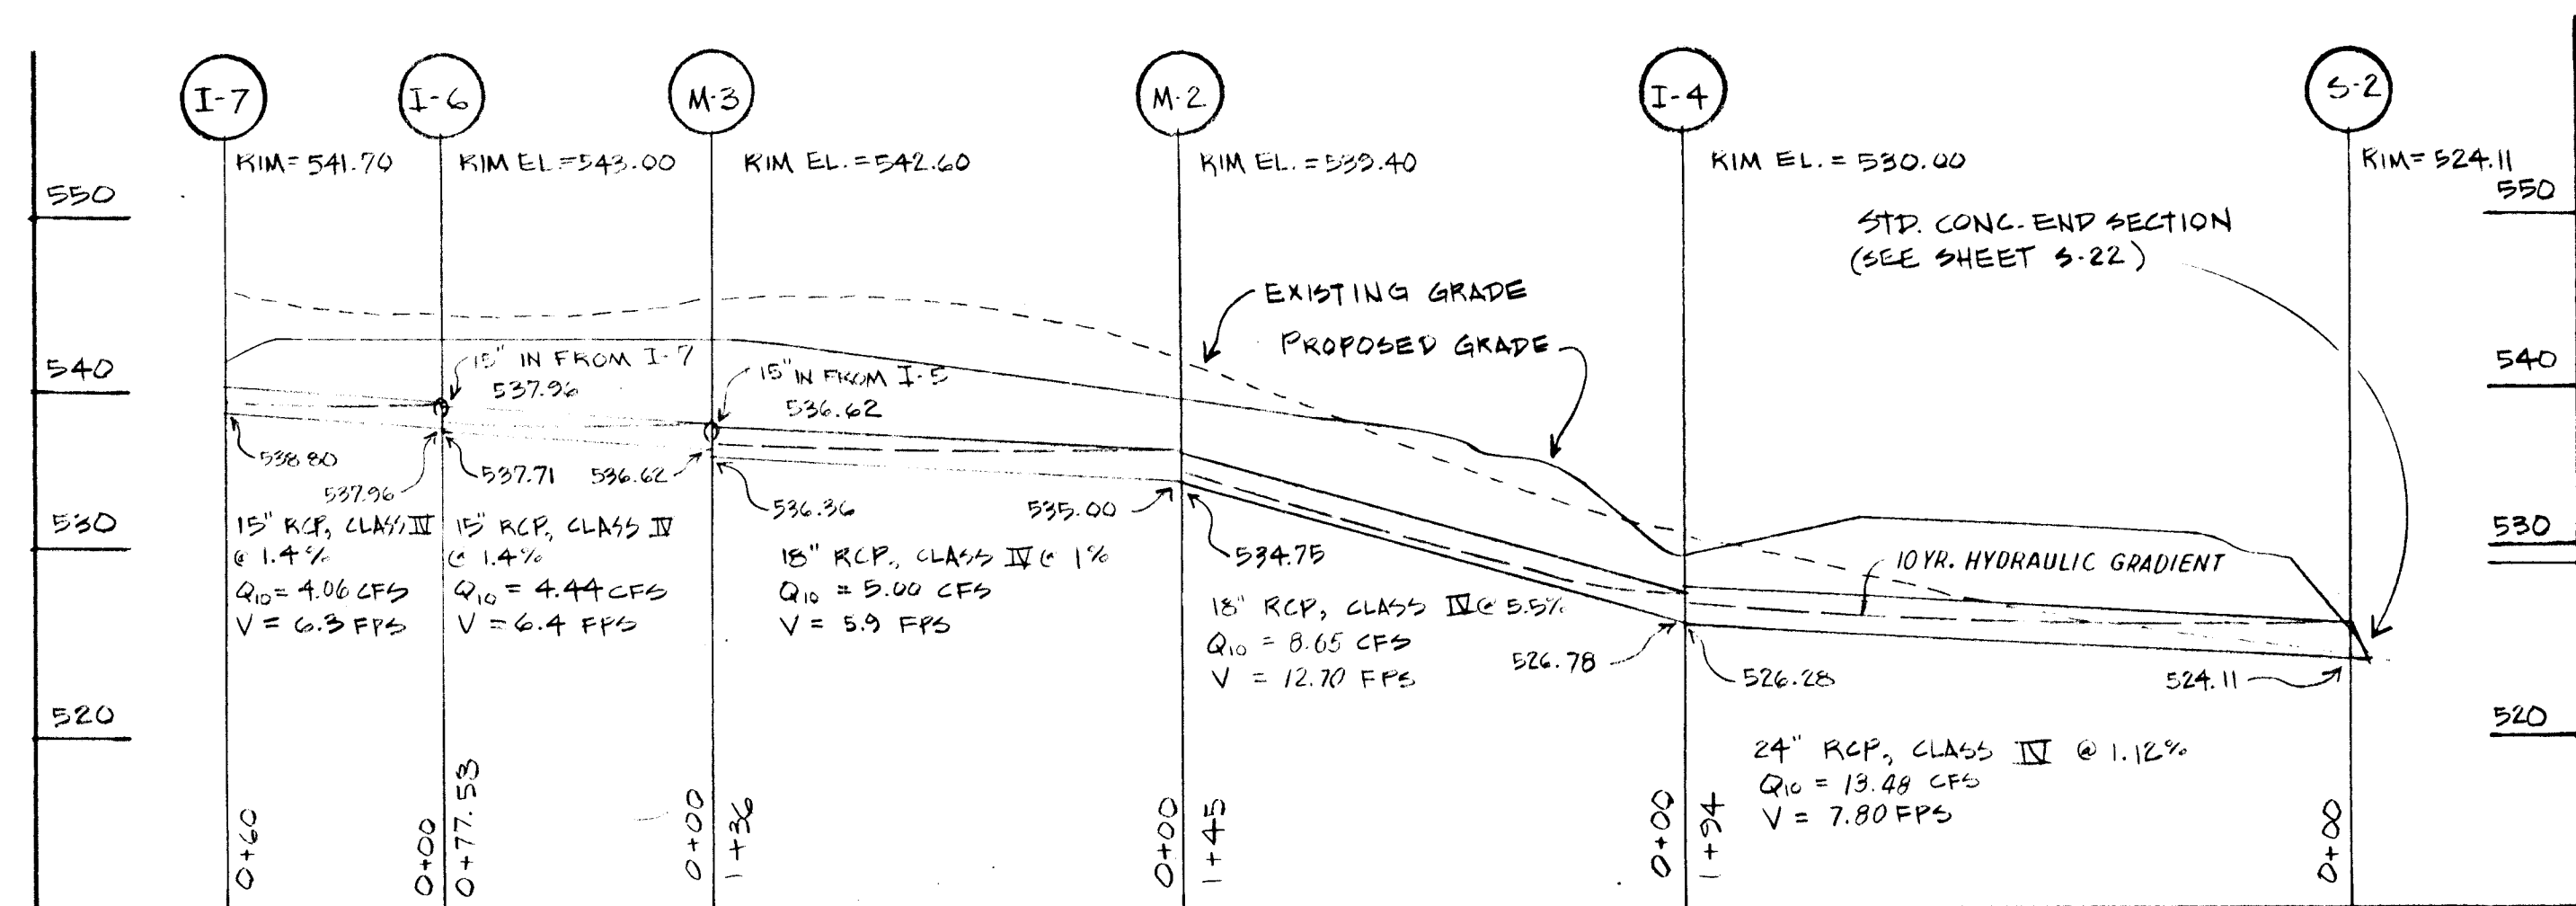 I-7
I-6
M-3
M-2
I-4
S-2
RIM= 541.70
RIM EL.=543.00
RIM EL.=542.60
RIM EL.=539.40
RIM EL.= 530.00
RIM= 524.11
550
550
STD. CONC. END SECTION
(SEE SHEET S-22)
EXISTING GRADE
PROPOSED GRADE
540
540
15" IN FROM I-7
537.96
15" IN FROM I-5
536.62
538.80
537.96
537.71
536.62
536.36
535.00
534.75
530
530
15" RCP, CLASS IV
@ 1.4%
Q10= 4.06 CFS
V = 6.3 FPS
15" RCP, CLASS IV
@ 1.4%
Q10 = 4.44 CFS
V = 6.4 FPS
18" RCP., CLASS IV @ 1%
Q10 = 5.00 CFS
V = 5.9 FPS
18" RCP, CLASS IV @ 5.5%
Q10 = 8.65 CFS
V = 12.70 FPS
10 YR. HYDRAULIC GRADIENT
526.78
526.28
524.11
520
520
24" RCP, CLASS IV @ 1.12%
Q10 = 13.48 CFS
V = 7.80 FPS
0+60
0+00
0+77.53
0+00
1+36
0+00
1+45
0+00
1+94
0+00